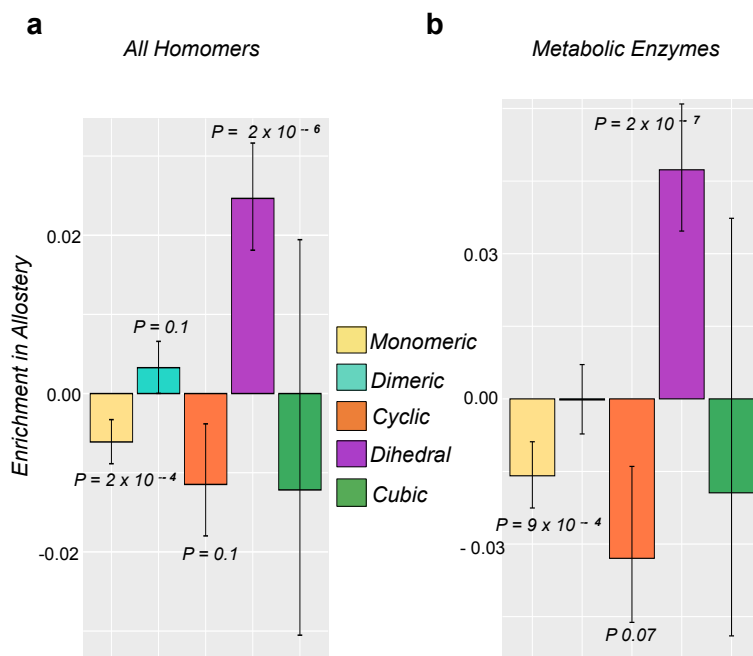 a
All Homomers
Enrichment in Allostery
P = 2 x 10 -- 6
0.02
P = 0.1
0.00
P = 2 x 10 -- 4
P = 0.1
-0.02
Monomeric
Dimeric
Cyclic
Dihedral
Cubic
b
Metabolic Enzymes
P = 2 x 10 -- 7
0.03
0.00
P = 9 x 10 -- 4
- 0.03
P 0.07